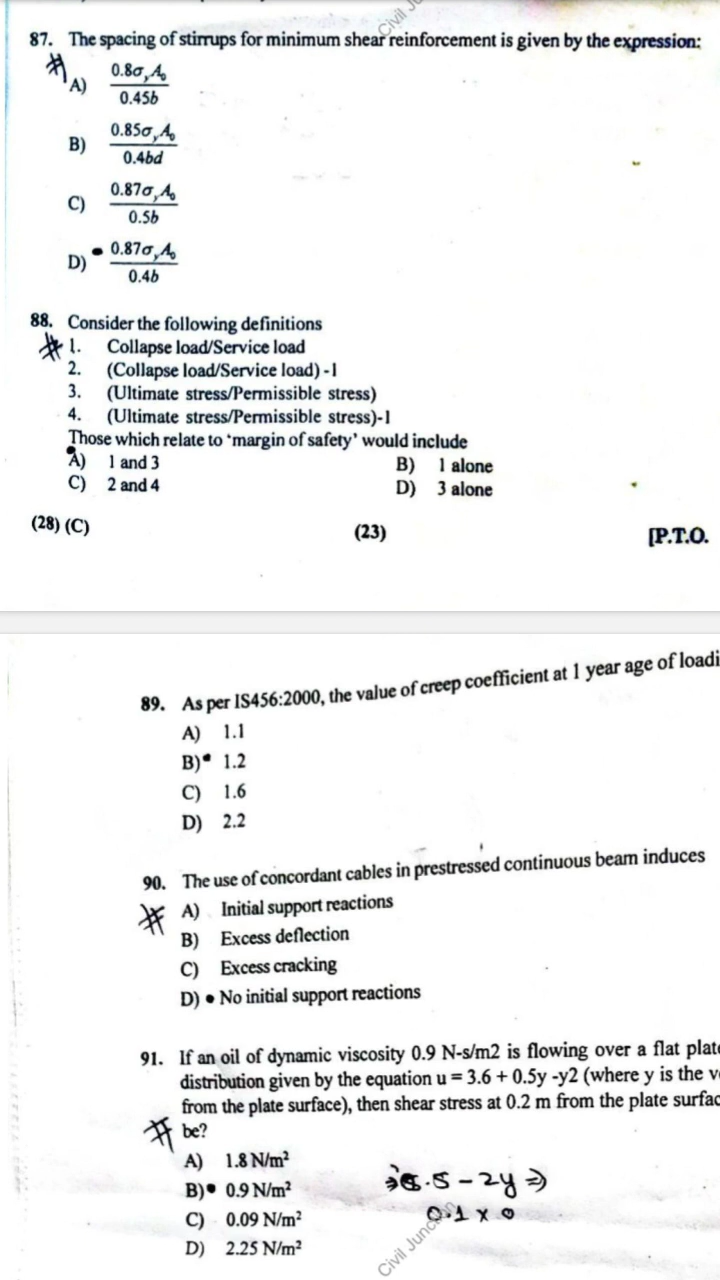 87. The spacing of stirrups for minimum shear reinforcement is given by the expression:
A) 0.8σyA₀
0.45b
B) 0.85σyA₀
0.4bd
C) 0.87σyA₀
0.5b
D) • 0.87σyA₀
0.4b
88. Consider the following definitions
1. Collapse load/Service load
2. (Collapse load/Service load) -1
3. (Ultimate stress/Permissible stress)
4. (Ultimate stress/Permissible stress)-1
Those which relate to ‘margin of safety’ would include
A) 1 and 3 B) 1 alone
C) 2 and 4 D) 3 alone
(28) (C) (23) [P.T.O.
89. As per IS456:2000, the value of creep coefficient at 1 year age of loadi
A) 1.1
B)• 1.2
C) 1.6
D) 2.2
90. The use of concordant cables in prestressed continuous beam induces
A) Initial support reactions
B) Excess deflection
C) Excess cracking
D) • No initial support reactions
91. If an oil of dynamic viscosity 0.9 N-s/m2 is flowing over a flat plate
distribution given by the equation u = 3.6 + 0.5y -y2 (where y is the v
from the plate surface), then shear stress at 0.2 m from the plate surfac
be?
A) 1.8 N/m²
B)• 0.9 N/m²
C) 0.09 N/m²
D) 2.25 N/m²
.5 - 2y ⇒
0.1 x 0
Civil Junction